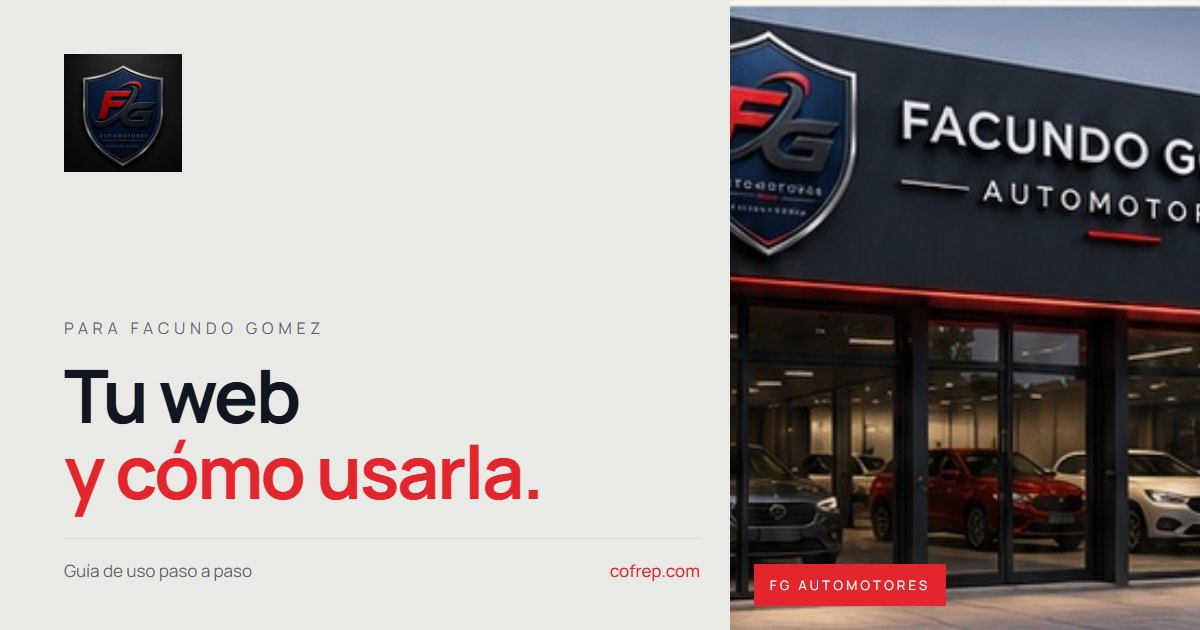 FG
AUTOMOTORES
PARA FACUNDO GOMEZ
Tu web
y cómo usarla.
Guía de uso paso a paso
cofrep.com
FG
FACUNDO
AUTOMOTOR
FG AUTOMOTORES